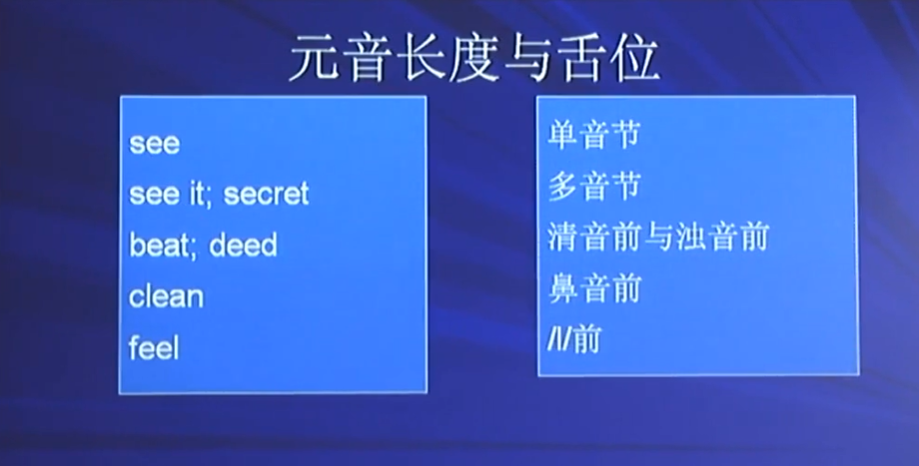 元音长度与舌位
see
see it; secret
beat; deed
clean
feel
单音节
多音节
清音前与浊音前
鼻音前
/l/前